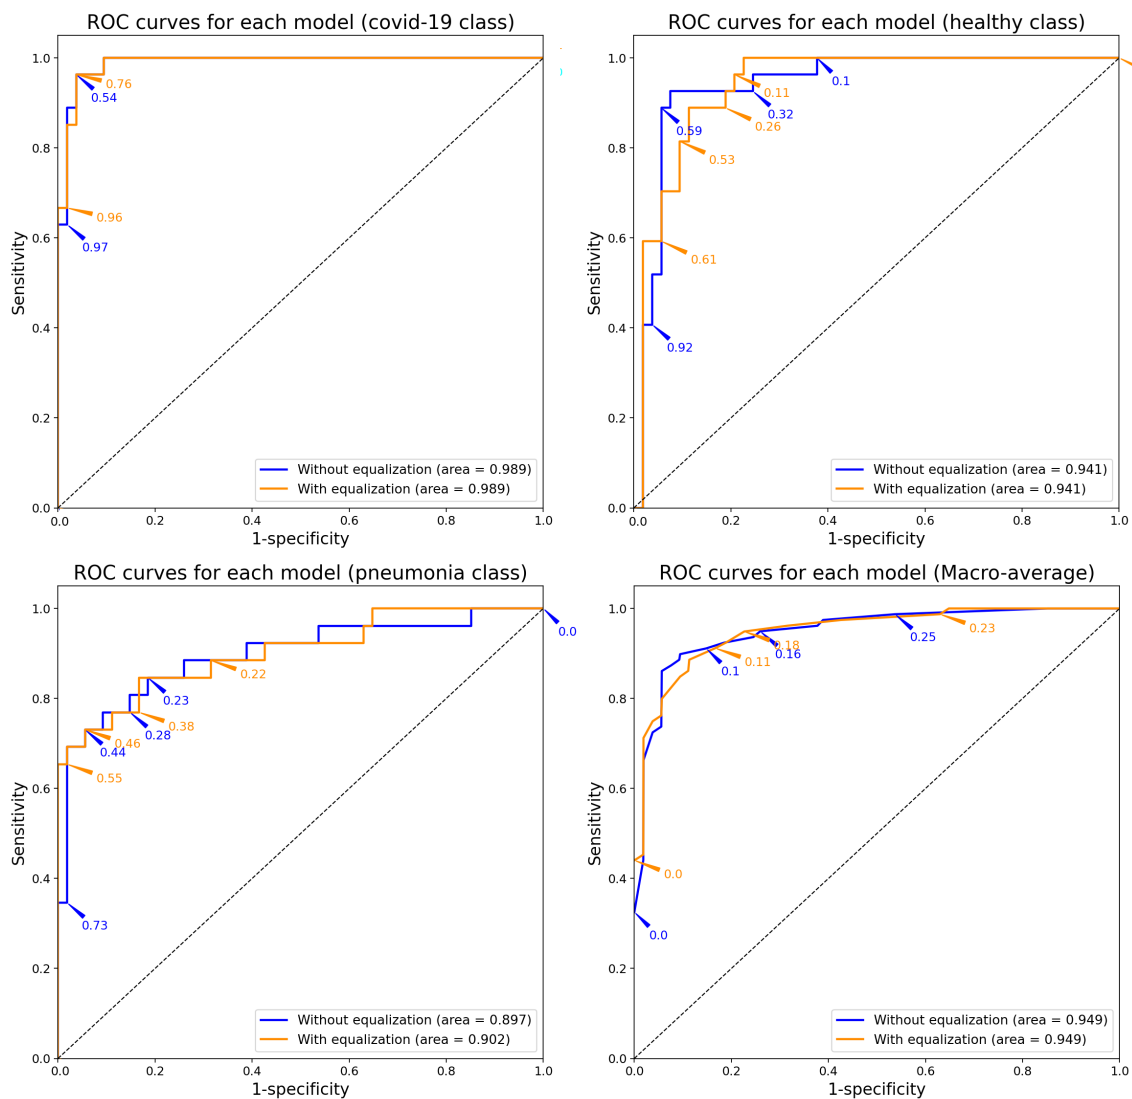 ROC curves for each model (covid-19 class)
1.0
0.8
0.6
0.4
0.2
0.0
Sensitivity
0.76
0.54
0.96
0.97
Without equalization (area = 0.989)
With equalization (area = 0.989)
0.0 0.2 0.4 0.6 0.8 1.0
1-specificity
ROC curves for each model (healthy class)
1.0
0.8
0.6
0.4
0.2
0.0
Sensitivity
0.1
0.11
0.32
0.26
0.59
0.53
0.61
0.92
Without equalization (area = 0.941)
With equalization (area = 0.941)
0.0 0.2 0.4 0.6 0.8 1.0
1-specificity
ROC curves for each model (pneumonia class)
1.0
0.8
0.6
0.4
0.2
0.0
Sensitivity
0.0
0.22
0.23
0.38
0.28
0.46
0.44
0.55
0.73
Without equalization (area = 0.897)
With equalization (area = 0.902)
0.0 0.2 0.4 0.6 0.8 1.0
1-specificity
ROC curves for each model (Macro-average)
1.0
0.8
0.6
0.4
0.2
0.0
Sensitivity
0.23
0.25
0.18
0.16
0.11
0.1
0.0
0.0
Without equalization (area = 0.949)
With equalization (area = 0.949)
0.0 0.2 0.4 0.6 0.8 1.0
1-specificity